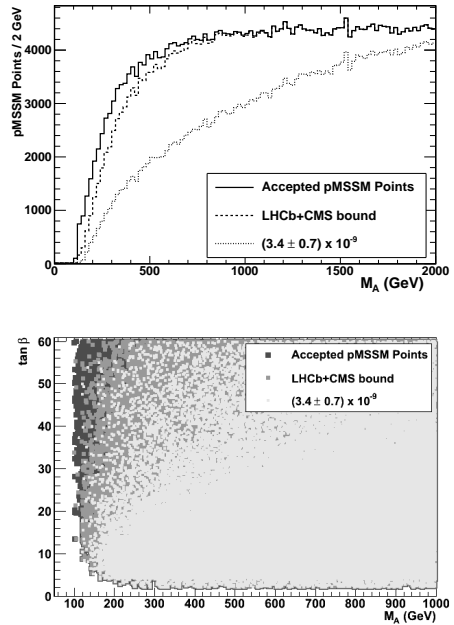 pMSSM Points / 2 GeV
4000
3000
2000
1000
0
0 500 1000 1500 2000
M_A (GeV)
Accepted pMSSM Points
LHCb+CMS bound
(3.4 ± 0.7) x 10^-9
tan β
60
50
40
30
20
10
0
100 200 300 400 500 600 700 800 900 1000
M_A (GeV)
Accepted pMSSM Points
LHCb+CMS bound
(3.4 ± 0.7) x 10^-9